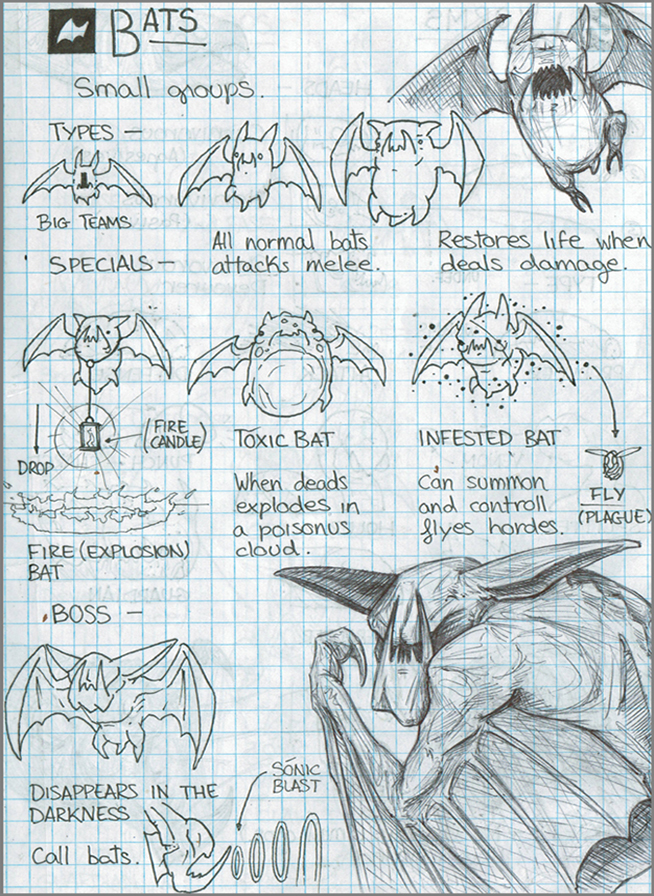 BATS
Small groups.
TYPES —
BIG TEAMS
All normal bats
attacks melee.
Restores life when
deals damage.
SPECIALS —
DROP
(FIRE
CANDLE)
FIRE (EXPLOSION)
BAT
TÓXIC BAT
When deads
explodes in
a poisonus
cloud.
INFESTED BAT
Can summon
and controll
flyes hordes.
FLY
(PLAGUE)
BOSS —
DISAPPEARS IN THE
DARKNESS
Call bats.
SÓNIC
BLAST